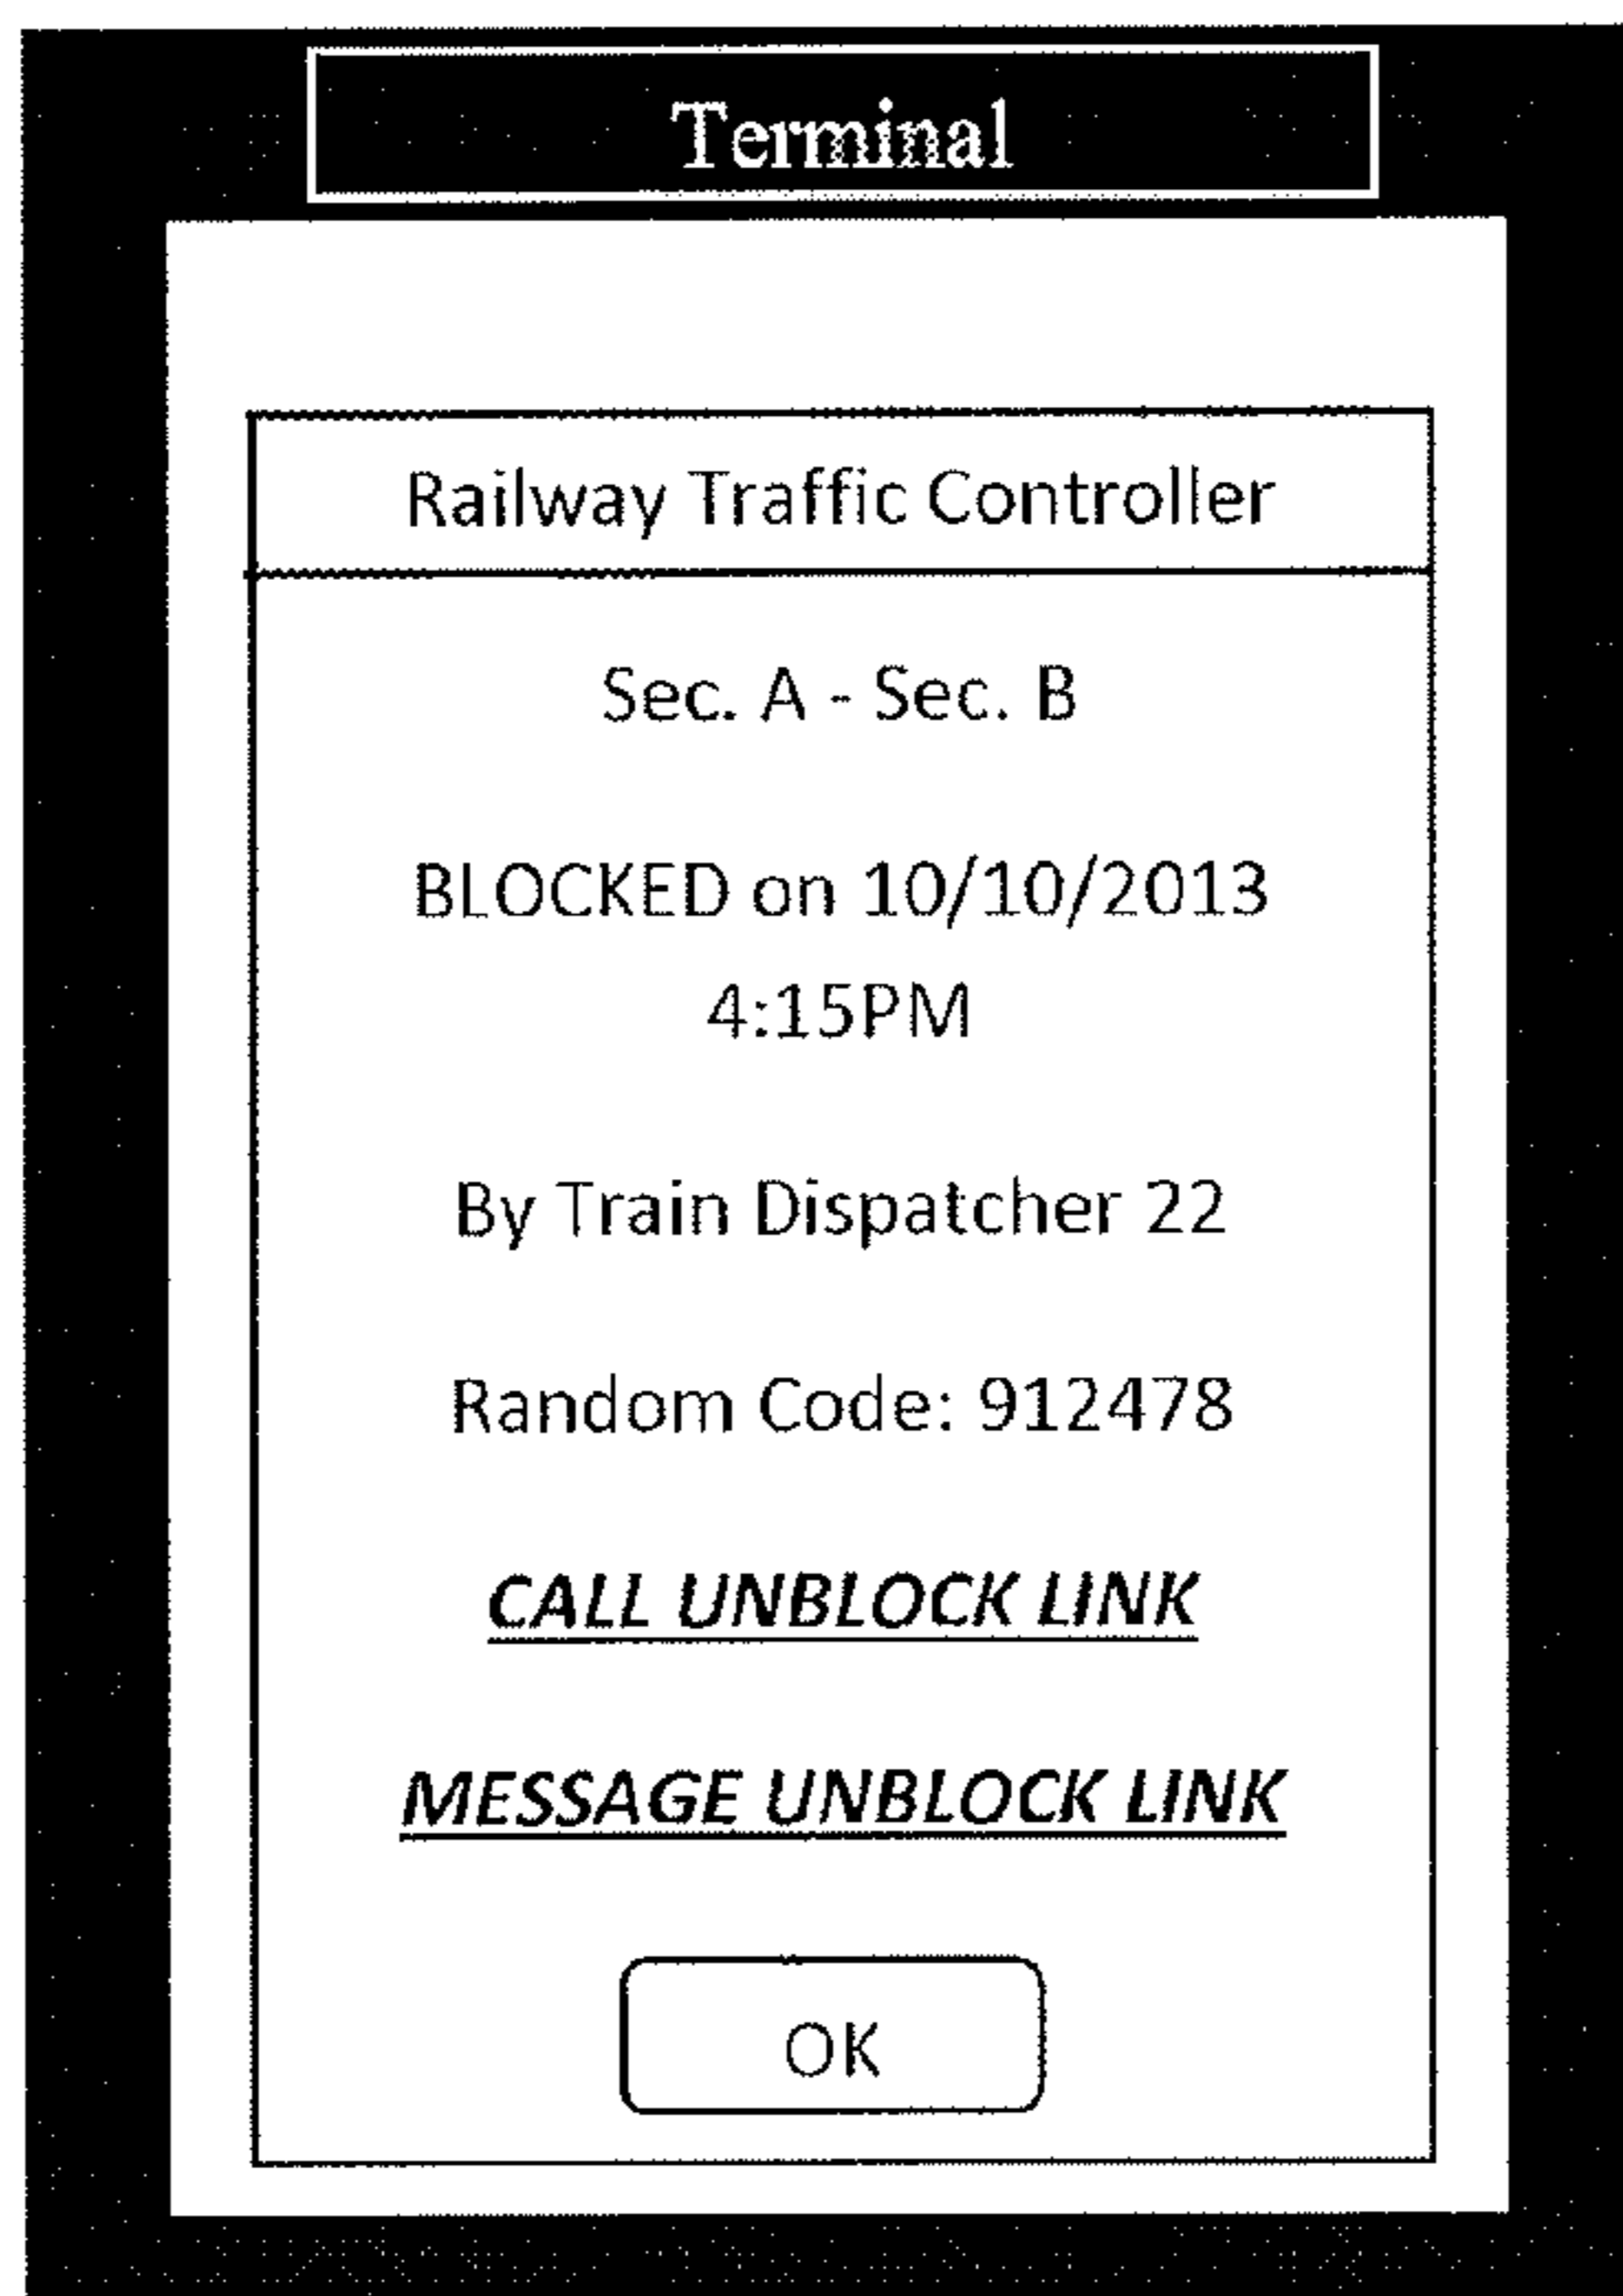 Terminal
Railway Traffic Controller
Sec. A - Sec. B
BLOCKED on 10/10/2013
4:15PM
By Train Dispatcher 22
Random Code: 912478
CALL UNBLOCK LINK
MESSAGE UNBLOCK LINK
OK